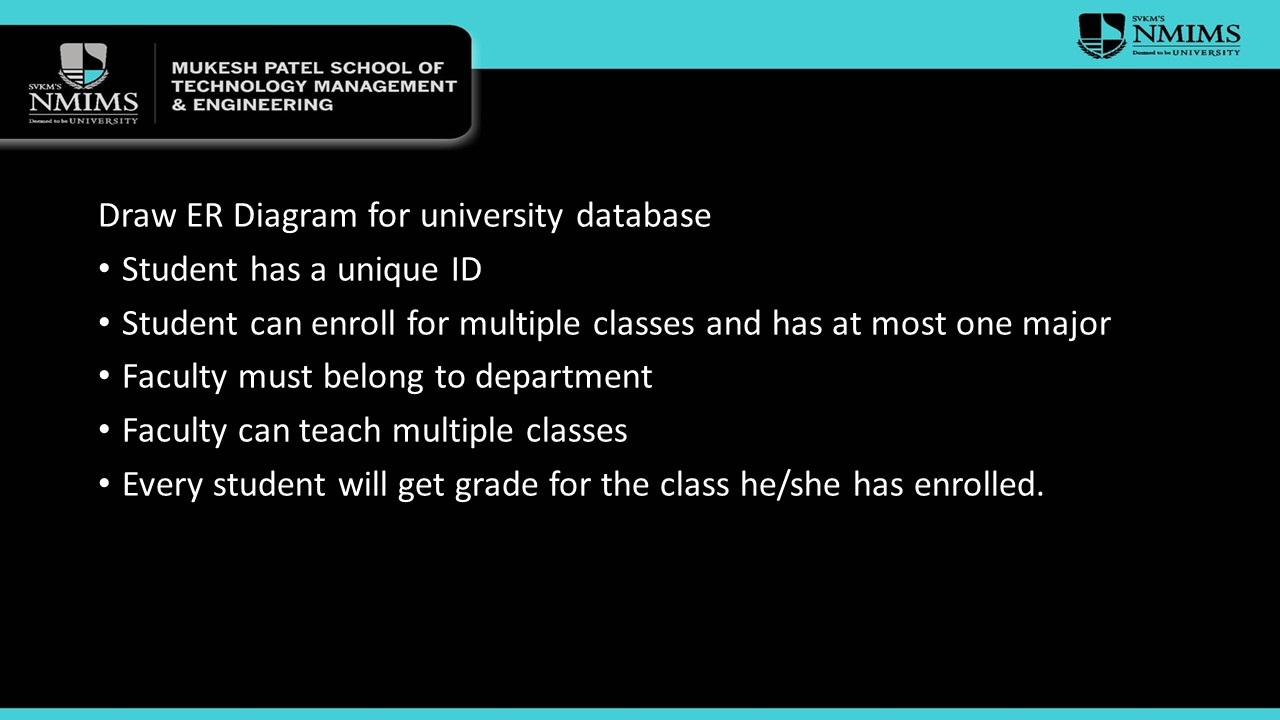 SVKM'S
NMIMS
Deemed to be UNIVERSITY
MUKESH PATEL SCHOOL OF
TECHNOLOGY MANAGEMENT
& ENGINEERING
SVKM'S
NMIMS
Deemed to be UNIVERSITY
Draw ER Diagram for university database
• Student has a unique ID
• Student can enroll for multiple classes and has at most one major
• Faculty must belong to department
• Faculty can teach multiple classes
• Every student will get grade for the class he/she has enrolled.